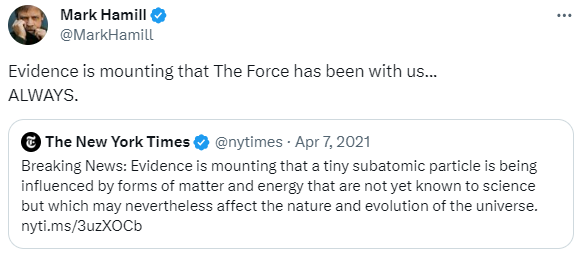 Mark Hamill
@MarkHamill
Evidence is mounting that The Force has been with us...
ALWAYS.
The New York Times @nytimes · Apr 7, 2021
Breaking News: Evidence is mounting that a tiny subatomic particle is being
influenced by forms of matter and energy that are not yet known to science
but which may nevertheless affect the nature and evolution of the universe.
nyti.ms/3uzXOCb